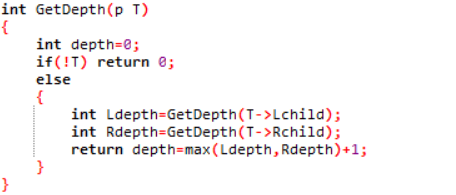 int GetDepth(p T)
{
    int depth=0;
    if(!T) return 0;
    else
    {
        int Ldepth=GetDepth(T->Lchild);
        int Rdepth=GetDepth(T->Rchild);
        return depth=max(Ldepth,Rdepth)+1;
    }
}